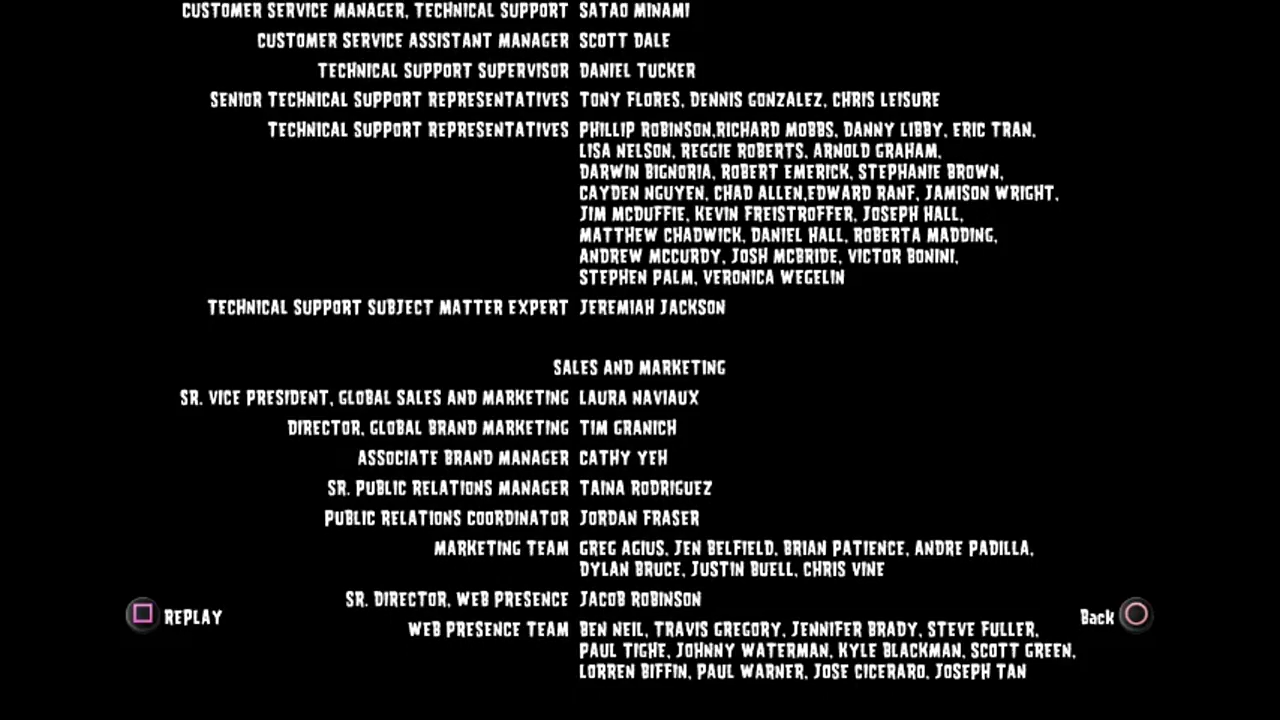 CUSTOMER SERVICE MANAGER, TECHNICAL SUPPORT SATAO MINAMI
CUSTOMER SERVICE ASSISTANT MANAGER SCOTT DALE
TECHNICAL SUPPORT SUPERVISOR DANIEL TUCKER
SENIOR TECHNICAL SUPPORT REPRESENTATIVES TONY FLORES, DENNIS GONZALEZ, CHRIS LEISURE
TECHNICAL SUPPORT REPRESENTATIVES PHILLIP ROBINSON,RICHARD MOBBS, DANNY LIBBY, ERIC TRAN,
LISA NELSON, REGGIE ROBERTS, ARNOLD GRAHAM,
DARWIN BIGNORIA, ROBERT EMERICK, STEPHANIE BROWN,
CAYDEN NGUYEN, CHAD ALLEN,EDWARD RANF, JAMISON WRIGHT,
JIM MCDUFFIE, KEVIN FREISTROFFER, JOSEPH HALL,
MATTHEW CHADWICK, DANIEL HALL, ROBERTA MADDING,
ANDREW MCCURDY, JOSH MCBRIDE, VICTOR BONINI,
STEPHEN PALM, VERONICA WEGELIN
TECHNICAL SUPPORT SUBJECT MATTER EXPERT JEREMIAH JACKSON
SALES AND MARKETING
SR. VICE PRESIDENT, GLOBAL SALES AND MARKETING LAURA NAVIAUX
DIRECTOR, GLOBAL BRAND MARKETING TIM GRANICH
ASSOCIATE BRAND MANAGER CATHY YEH
SR. PUBLIC RELATIONS MANAGER TAINA RODRIGUEZ
PUBLIC RELATIONS COORDINATOR JORDAN FRASER
MARKETING TEAM GREG AGIUS, JEN BELFIELD, BRIAN PATIENCE, ANDRE PADILLA,
DYLAN BRUCE, JUSTIN BUELL, CHRIS VINE
SR. DIRECTOR, WEB PRESENCE JACOB ROBINSON
WEB PRESENCE TEAM BEN NEIL, TRAVIS GREGORY, JENNIFER BRADY, STEVE FULLER,
PAUL TIGHE, JOHNNY WATERMAN, KYLE BLACKMAN, SCOTT GREEN,
LORREN BIFFIN, PAUL WARNER, JOSE CICERARO, JOSEPH TAN
REPLAY
Back